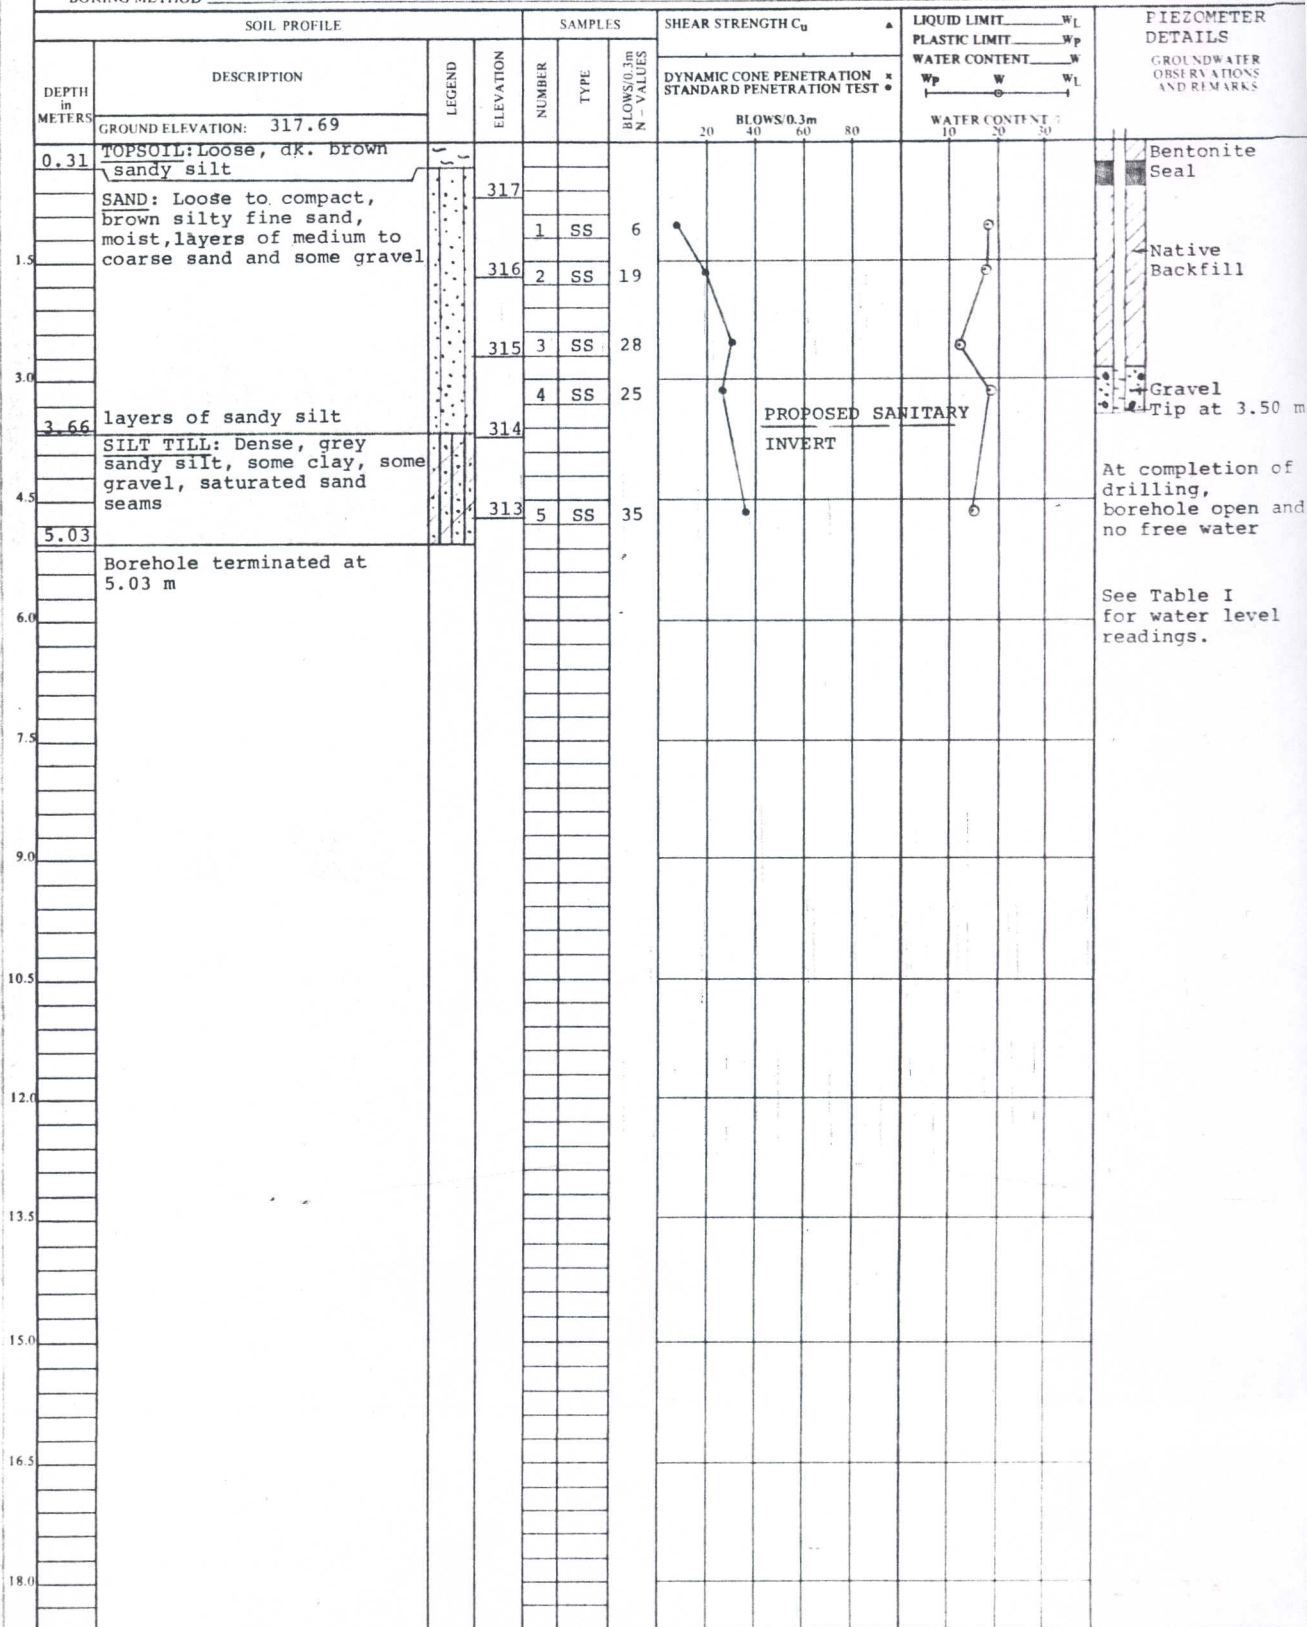 BORING METHOD
SOIL PROFILE
SAMPLES
SHEAR STRENGTH Cu ▲
LIQUID LIMIT WL
PLASTIC LIMIT Wp
WATER CONTENT W
Wp W WL
PIEZOMETER
DETAILS
GROUNDWATER
OBSERVATIONS
AND REMARKS
DEPTH
in
METERS
DESCRIPTION
LEGEND
ELEVATION
NUMBER
TYPE
BLOWS/0.3m
N - VALUES
DYNAMIC CONE PENETRATION x
STANDARD PENETRATION TEST •
GROUND ELEVATION: 317.69
BLOWS/0.3m
20 40 60 80
WATER CONTENT
10 20 30
0.31
TOPSOIL: Loose, dk. brown
sandy silt
SAND: Loose to compact,
brown silty fine sand,
moist, layers of medium to
coarse sand and some gravel
317
1 SS 6
1.5
316
2 SS 19
315
3 SS 28
3.0
4 SS 25
layers of sandy silt
3.66
314
SILT TILL: Dense, grey
sandy silt, some clay, some
gravel, saturated sand
seams
4.5
313
5 SS 35
5.03
Borehole terminated at
5.03 m
PROPOSED SANITARY
INVERT
Bentonite
Seal
Native
Backfill
Gravel
Tip at 3.50 m
At completion of
drilling,
borehole open and
no free water
See Table I
for water level
readings.
6.0
7.5
9.0
10.5
12.0
13.5
15.0
16.5
18.0